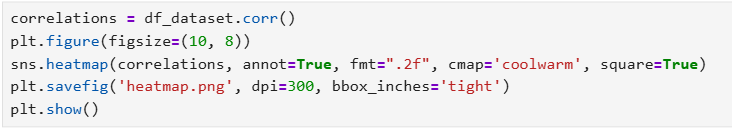 correlations = df_dataset.corr()
plt.figure(figsize=(10, 8))
sns.heatmap(correlations, annot=True, fmt=".2f", cmap='coolwarm', square=True)
plt.savefig('heatmap.png', dpi=300, bbox_inches='tight')
plt.show()